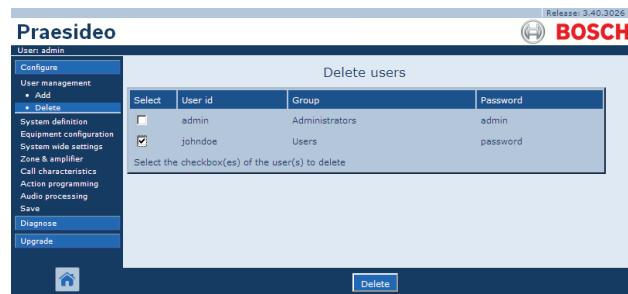 Release: 3.40.3026
Praesideo
BOSCH
User: admin
Configure
User management
• Add
• Delete
System definition
Equipment configuration
System wide settings
Zone & amplifier
Call characteristics
Action programming
Audio processing
Save
Diagnose
Upgrade
Delete users
Select User id Group Password
admin Administrators admin
johndoe Users password
Select the checkbox(es) of the user(s) to delete
Delete